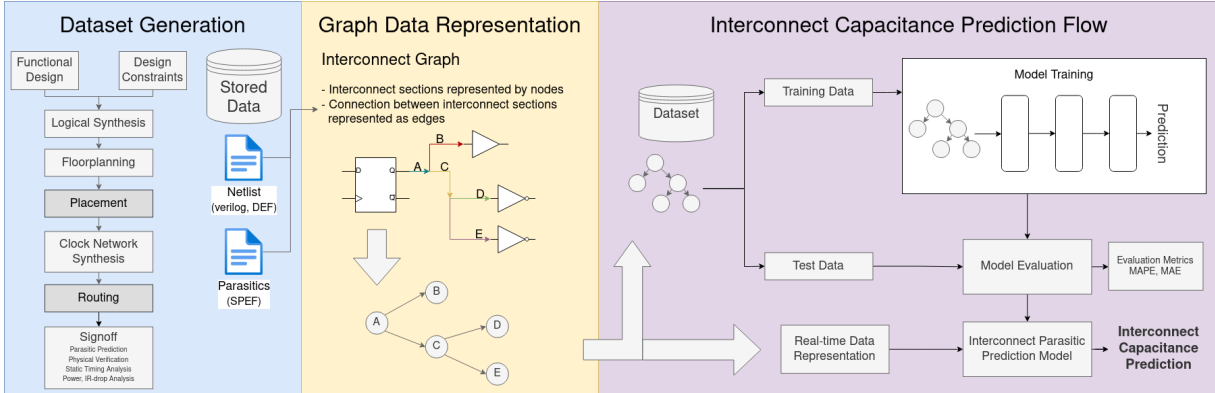 Dataset Generation
Functional
Design
Design
Constraints
Logical Synthesis
Floorplanning
Placement
Clock Network
Synthesis
Routing
Signoff
Parasitic Prediction
Physical Verification
Static Timing Analysis
Power, IR-drop Analysis
Stored
Data
Netlist
(verilog, DEF)
Parasitics
(SPEF)
Graph Data Representation
Interconnect Graph
- Interconnect sections represented by nodes
- Connection between interconnect sections
represented as edges
D
Q
Q
A
B
C
D
E
A
B
C
D
E
Interconnect Capacitance Prediction Flow
Dataset
Training Data
Model Training
Prediction
Test Data
Model Evaluation
Evaluation Metrics
MAPE, MAE
Real-time Data
Representation
Interconnect Parasitic
Prediction Model
Interconnect
Capacitance
Prediction